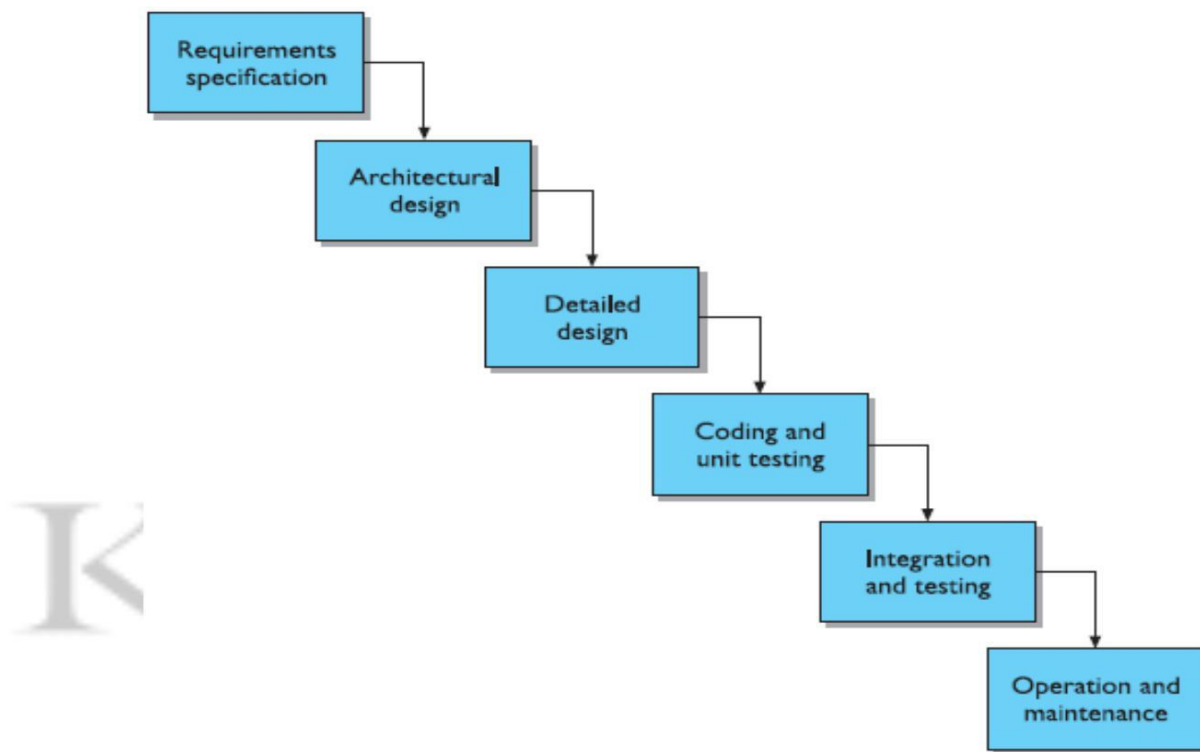 Requirements
specification
Architectural
design
Detailed
design
Coding and
unit testing
Integration
and testing
Operation and
maintenance